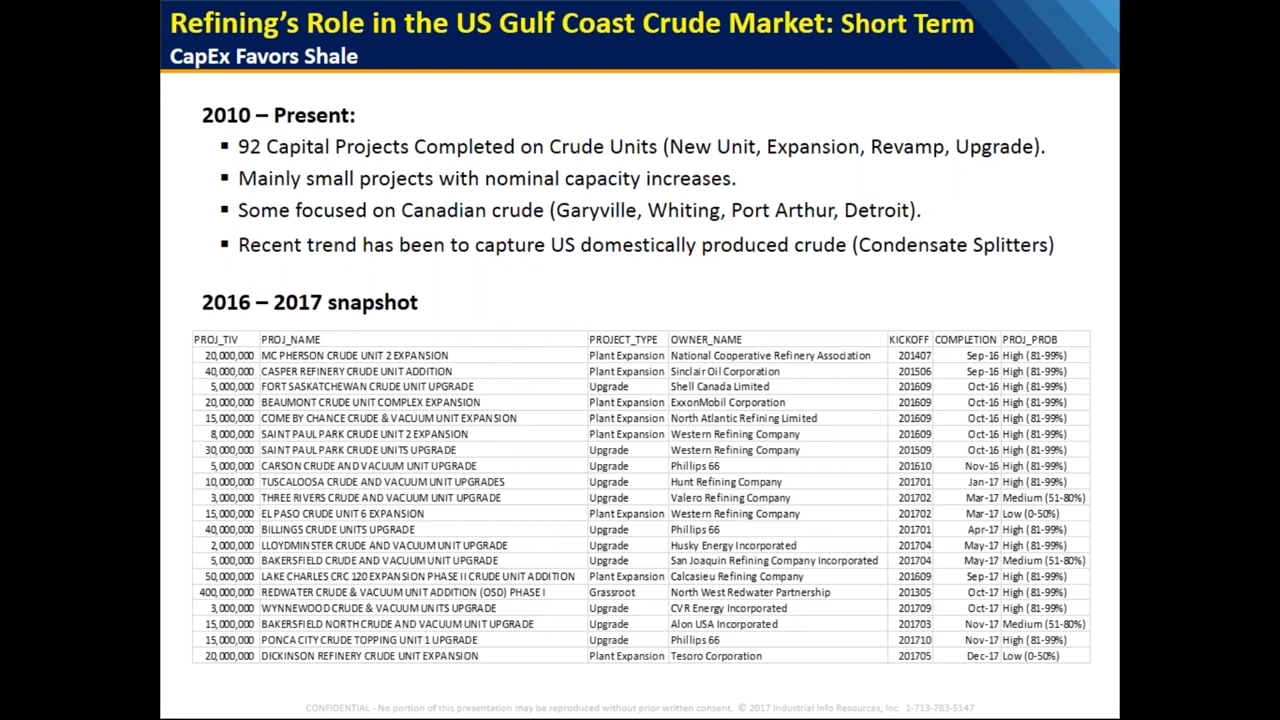 Refining's Role in the US Gulf Coast Crude Market: Short Term
CapEx Favors Shale
2010 – Present:
▪ 92 Capital Projects Completed on Crude Units (New Unit, Expansion, Revamp, Upgrade).
▪ Mainly small projects with nominal capacity increases.
▪ Some focused on Canadian crude (Garyville, Whiting, Port Arthur, Detroit).
▪ Recent trend has been to capture US domestically produced crude (Condensate Splitters)
2016 – 2017 snapshot
PROJ_TIV PROJ_NAME PROJECT_TYPE OWNER_NAME KICKOFF COMPLETION PROJ_PROB
20,000,000 MC PHERSON CRUDE UNIT 2 EXPANSION Plant Expansion National Cooperative Refinery Association 201407 Sep-16 High (81-99%)
40,000,000 CASPER REFINERY CRUDE UNIT ADDITION Plant Expansion Sinclair Oil Corporation 201506 Sep-16 High (81-99%)
5,000,000 FORT SASKATCHEWAN CRUDE UNIT UPGRADE Upgrade Shell Canada Limited 201609 Oct-16 High (81-99%)
20,000,000 BEAUMONT CRUDE UNIT COMPLEX EXPANSION Plant Expansion ExxonMobil Corporation 201609 Oct-16 High (81-99%)
15,000,000 COME BY CHANCE CRUDE & VACUUM UNIT EXPANSION Plant Expansion North Atlantic Refining Limited 201609 Oct-16 High (81-99%)
8,000,000 SAINT PAUL PARK CRUDE UNIT 2 EXPANSION Plant Expansion Western Refining Company 201609 Oct-16 High (81-99%)
30,000,000 SAINT PAUL PARK CRUDE UNITS UPGRADE Upgrade Western Refining Company 201509 Oct-16 High (81-99%)
5,000,000 CARSON CRUDE AND VACUUM UNIT UPGRADE Upgrade Phillips 66 201610 Nov-16 High (81-99%)
10,000,000 TUSCALOOSA CRUDE AND VACUUM UNIT UPGRADES Upgrade Hunt Refining Company 201701 Jan-17 High (81-99%)
3,000,000 THREE RIVERS CRUDE AND VACUUM UNIT UPGRADE Upgrade Valero Refining Company 201702 Mar-17 Medium (51-80%)
15,000,000 EL PASO CRUDE UNIT 6 EXPANSION Plant Expansion Western Refining Company 201702 Mar-17 Low (0-50%)
40,000,000 BILLINGS CRUDE UNITS UPGRADE Upgrade Phillips 66 201701 Apr-17 High (81-99%)
2,000,000 LLOYDMINSTER CRUDE AND VACUUM UNIT UPGRADE Upgrade Husky Energy Incorporated 201704 May-17 High (81-99%)
5,000,000 BAKERSFIELD CRUDE AND VACUUM UNIT UPGRADE Upgrade San Joaquin Refining Company Incorporated 201704 May-17 Medium (51-80%)
50,000,000 LAKE CHARLES CRC 120 EXPANSION PHASE II CRUDE UNIT ADDITION Plant Expansion Calcasieu Refining Company 201609 Sep-17 High (81-99%)
400,000,000 REDWATER CRUDE & VACUUM UNIT ADDITION (OSD) PHASE I Grassroot North West Redwater Partnership 201305 Oct-17 High (81-99%)
3,000,000 WYNNEWOOD CRUDE & VACUUM UNITS UPGRADE Upgrade CVR Energy Incorporated 201709 Oct-17 High (81-99%)
15,000,000 BAKERSFIELD NORTH CRUDE AND VACUUM UNIT UPGRADE Upgrade Alon USA Incorporated 201703 Nov-17 Medium (51-80%)
15,000,000 PONCA CITY CRUDE TOPPING UNIT 1 UPGRADE Upgrade Phillips 66 201710 Nov-17 High (81-99%)
20,000,000 DICKINSON REFINERY CRUDE UNIT EXPANSION Plant Expansion Tesoro Corporation 201705 Dec-17 Low (0-50%)
CONFIDENTIAL - No portion of this presentation may be reproduced without prior written consent. © 2017 Industrial Info Resources, Inc. 1-713-783-5147